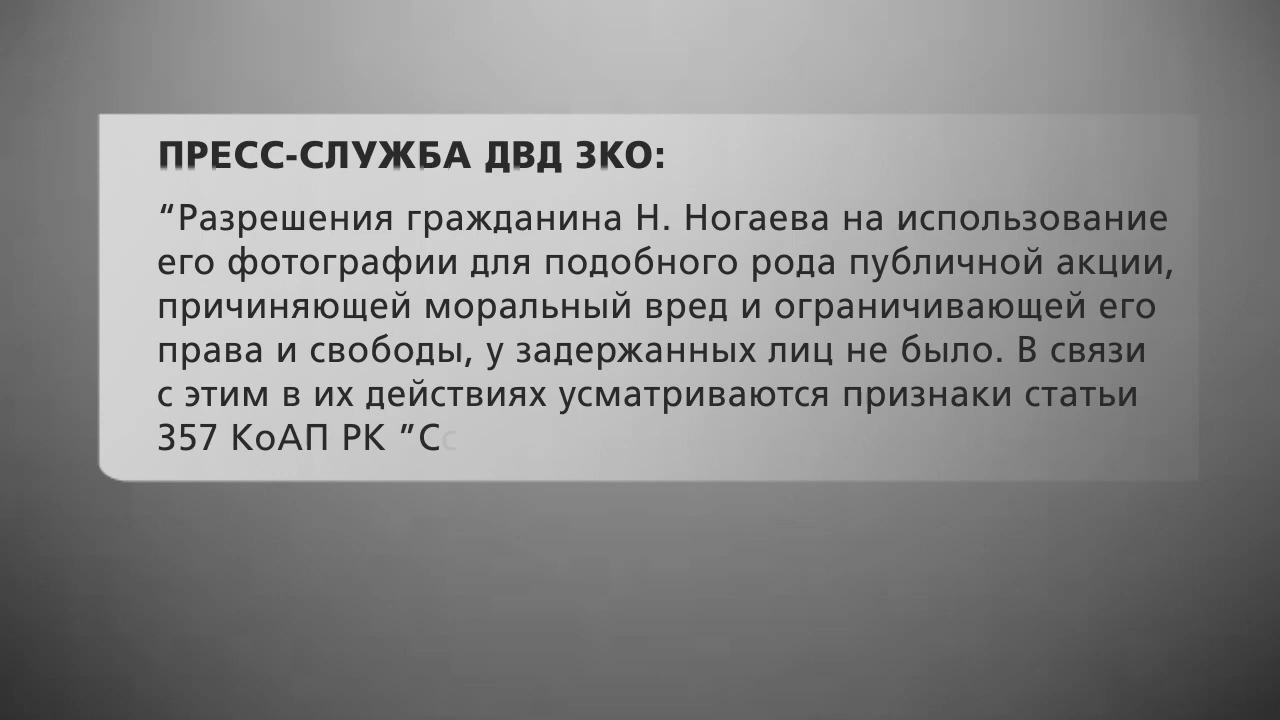 ПРЕСС-СЛУЖБА ДВД ЗКО:
“Разрешения гражданина Н. Ногаева на использование
его фотографии для подобного рода публичной акции,
причиняющей моральный вред и ограничивающей его
права и свободы, у задержанных лиц не было. В связи
с этим в их действиях усматриваются признаки статьи
357 КоАП РК ”Сс